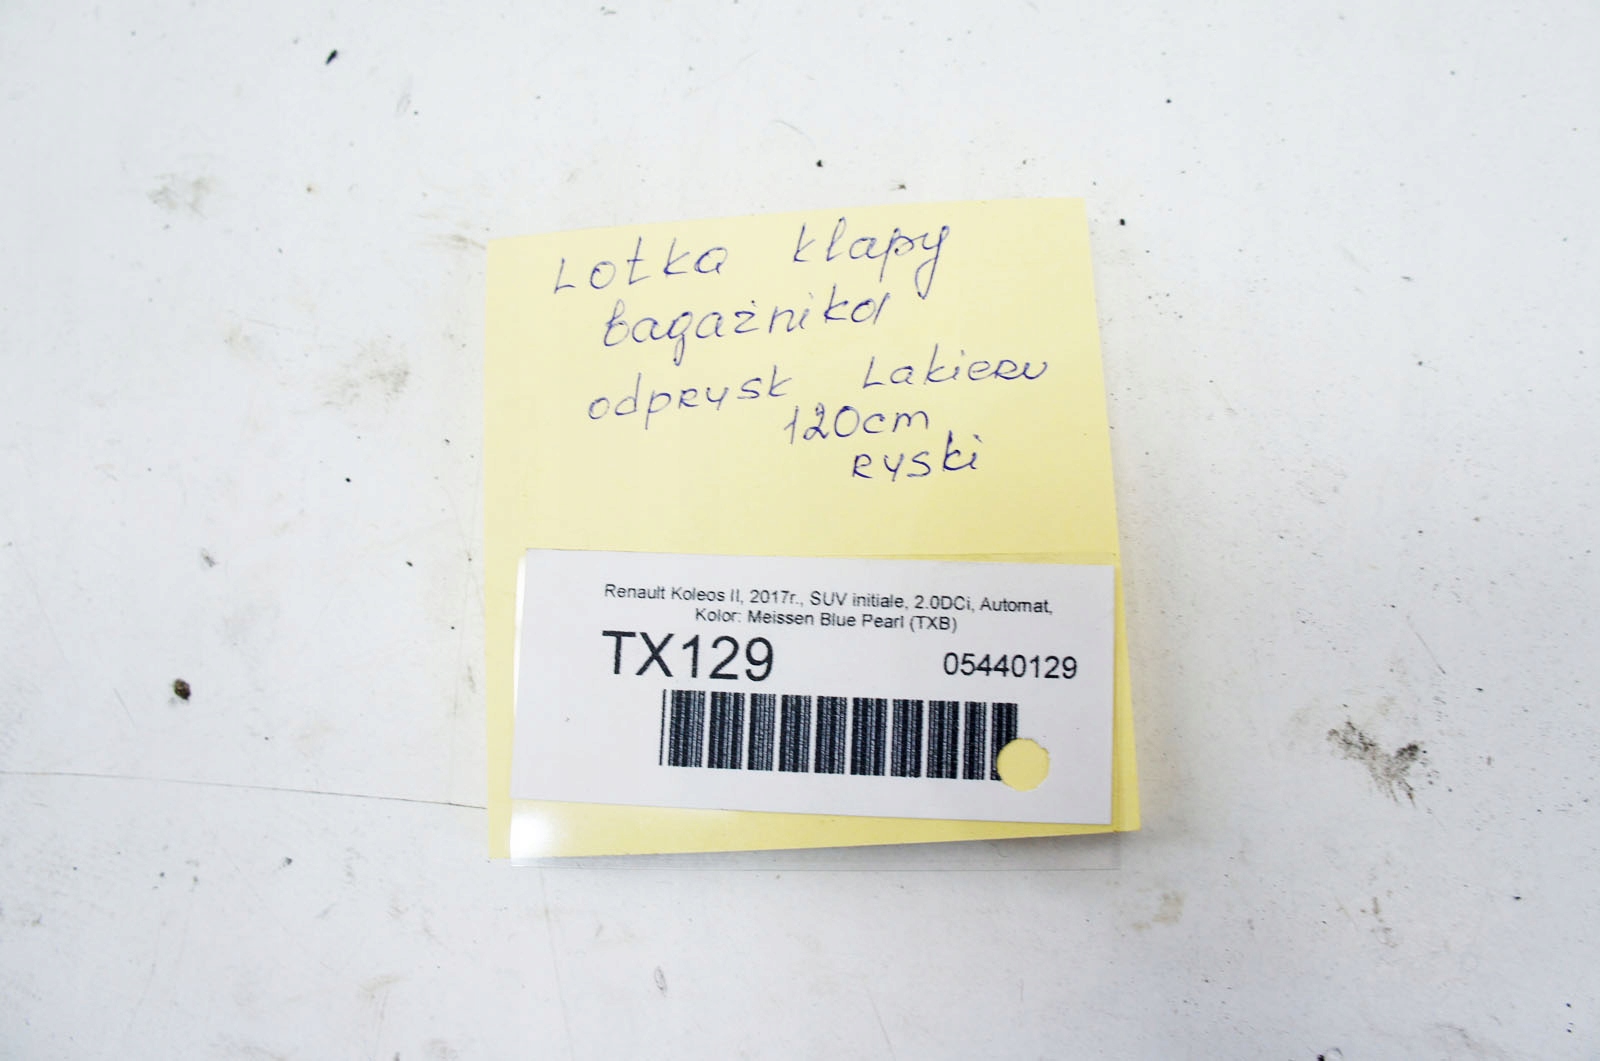 Lotka klapy
bagażnika
odprysk Lakieru
120cm
ryski
Renault Koleos II, 2017r., SUV initiale, 2.0DCi, Automat,
Kolor: Meissen Blue Pearl (TXB)
TX129 05440129